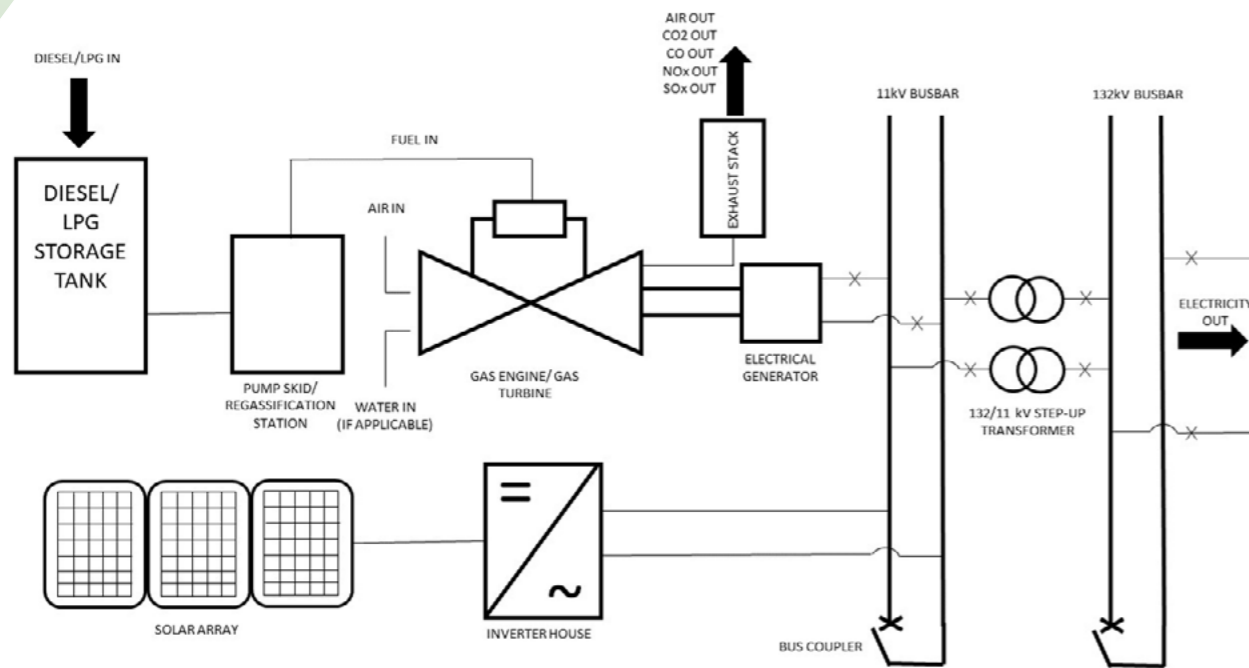 AIR OUT
CO2 OUT
CO OUT
NOx OUT
SOx OUT
DIESEL/LPG IN
11kV BUSBAR
132kV BUSBAR
FUEL IN
EXHAUST STACK
DIESEL/
LPG
STORAGE
TANK
AIR IN
ELECTRICITY
OUT
ELECTRICAL
GENERATOR
GAS ENGINE/ GAS
TURBINE
PUMP SKID/
REGASSIFICATION
STATION
WATER IN
(IF APPLICABLE)
132/11 kV STEP-UP
TRANSFORMER
SOLAR ARRAY
INVERTER HOUSE
BUS COUPLER